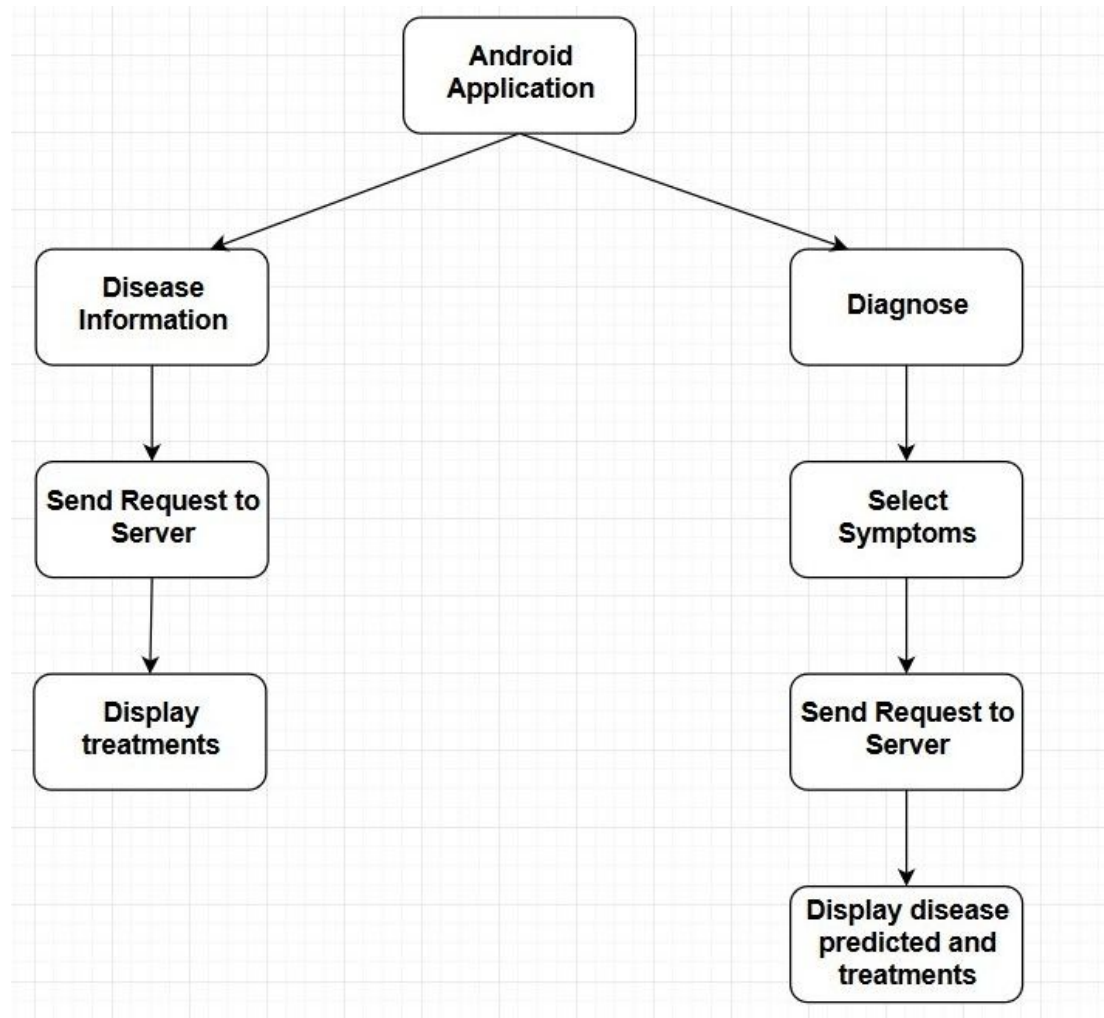 Android
Application
Disease
Information
Diagnose
Send Request to
Server
Select
Symptoms
Display
treatments
Send Request to
Server
Display disease
predicted and
treatments